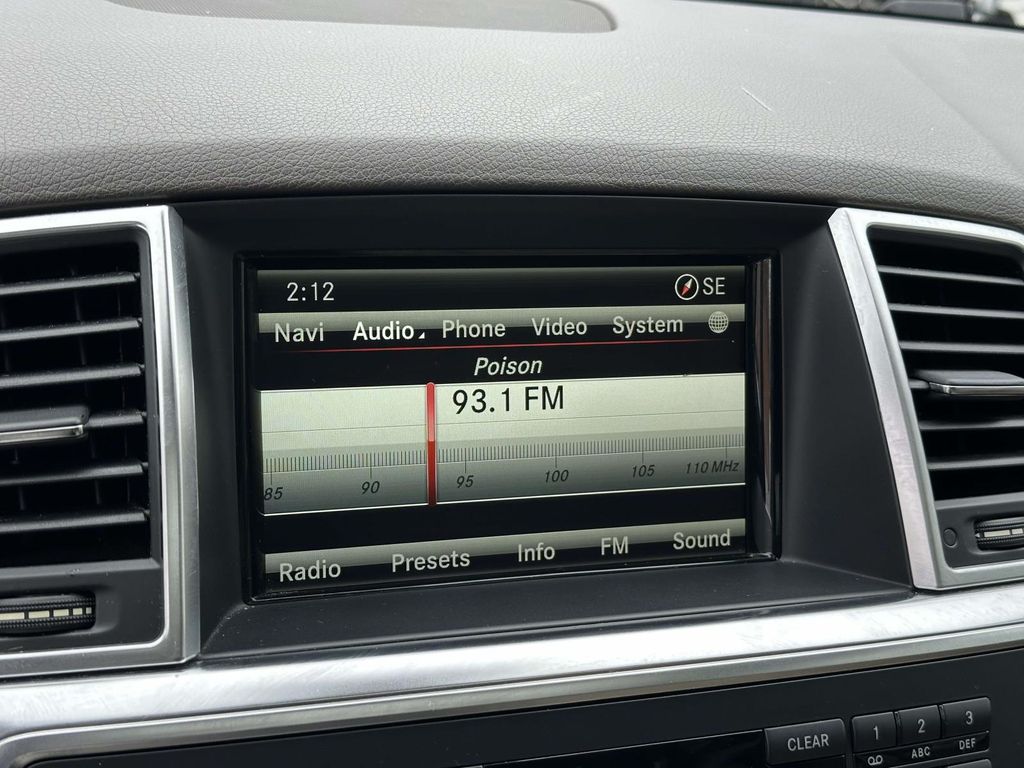 2:12 SE
Navi Audio Phone Video System
Poison
93.1 FM
85 90 95 100 105 110 MHz
Radio Presets Info FM Sound
CLEAR 1 2 3
ABC DEF